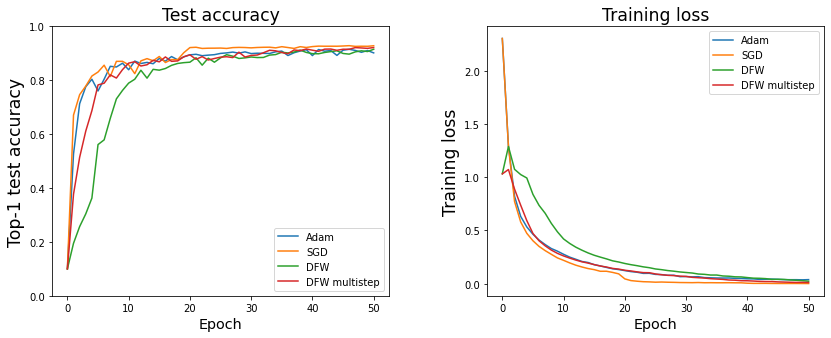 Test accuracy
Top-1 test accuracy
1.0
0.8
0.6
0.4
0.2
0.0
0
10
20
30
40
50
Epoch
Adam
SGD
DFW
DFW multistep
Training loss
Training loss
2.0
1.5
1.0
0.5
0.0
0
10
20
30
40
50
Epoch
Adam
SGD
DFW
DFW multistep